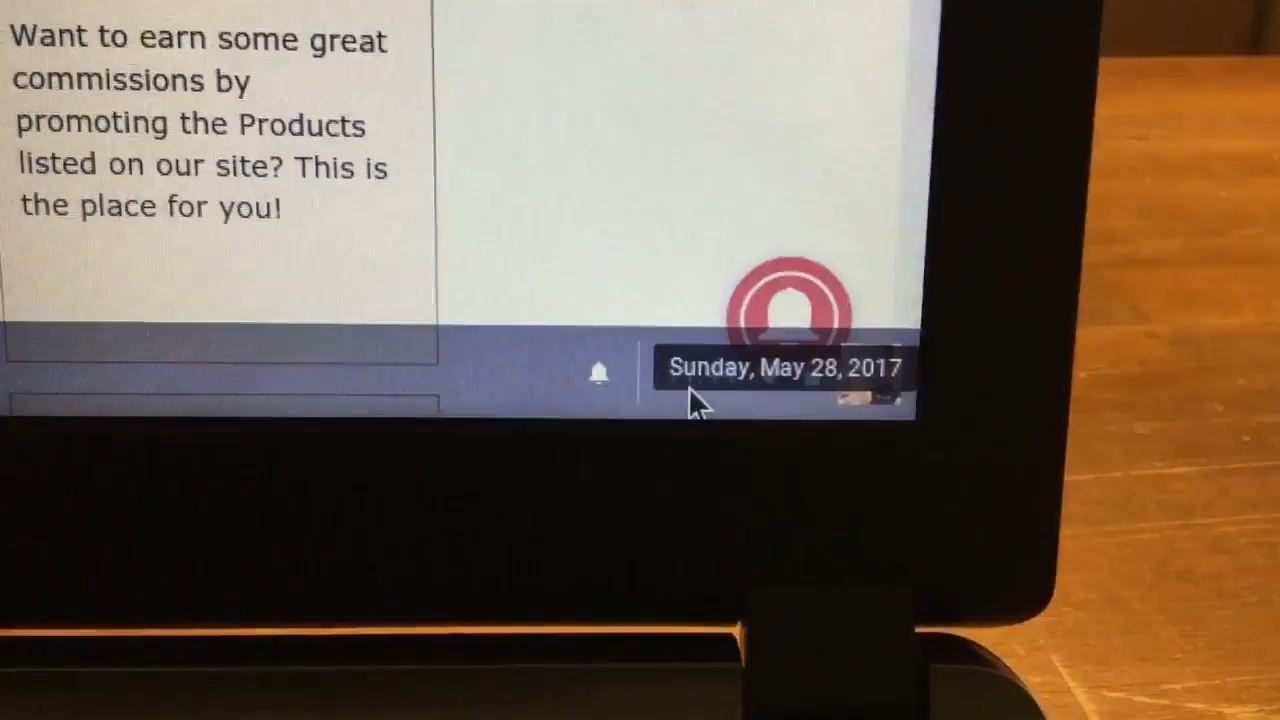 Want to earn some great
commissions by
promoting the Products
listed on our site? This is
the place for you!
Sunday, May 28, 2017